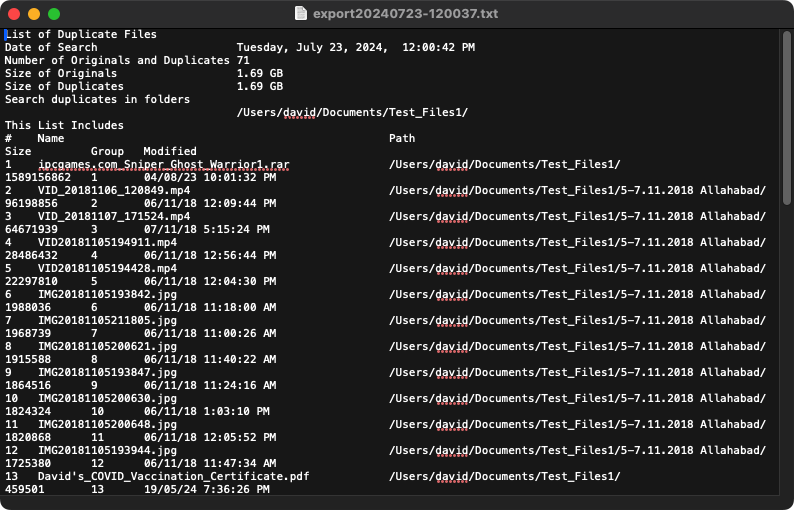 export20240723-120037.txt
List of Duplicate Files
Date of Search Tuesday, July 23, 2024, 12:00:42 PM
Number of Originals and Duplicates 71
Size of Originals 1.69 GB
Size of Duplicates 1.69 GB
Search duplicates in folders
/Users/david/Documents/Test_Files1/
This List Includes
# Name Path
Size Group Modified
1 ipcgames.com_Sniper_Ghost_Warrior1.rar /Users/david/Documents/Test_Files1/
1589156862 1 04/08/23 10:01:32 PM
2 VID_20181106_120849.mp4 /Users/david/Documents/Test_Files1/5-7.11.2018 Allahabad/
96198856 2 06/11/18 12:09:44 PM
3 VID_20181107_171524.mp4 /Users/david/Documents/Test_Files1/5-7.11.2018 Allahabad/
64671939 3 07/11/18 5:15:24 PM
4 VID20181105194911.mp4 /Users/david/Documents/Test_Files1/5-7.11.2018 Allahabad/
28486432 4 06/11/18 12:56:44 PM
5 VID20181105194428.mp4 /Users/david/Documents/Test_Files1/5-7.11.2018 Allahabad/
22297810 5 06/11/18 12:04:30 PM
6 IMG20181105193842.jpg /Users/david/Documents/Test_Files1/5-7.11.2018 Allahabad/
1988036 6 06/11/18 11:18:00 AM
7 IMG20181105211805.jpg /Users/david/Documents/Test_Files1/5-7.11.2018 Allahabad/
1968739 7 06/11/18 11:00:26 AM
8 IMG20181105200621.jpg /Users/david/Documents/Test_Files1/5-7.11.2018 Allahabad/
1915588 8 06/11/18 11:40:22 AM
9 IMG20181105193847.jpg /Users/david/Documents/Test_Files1/5-7.11.2018 Allahabad/
1864516 9 06/11/18 11:24:16 AM
10 IMG20181105200630.jpg /Users/david/Documents/Test_Files1/5-7.11.2018 Allahabad/
1824324 10 06/11/18 1:03:10 PM
11 IMG20181105200648.jpg /Users/david/Documents/Test_Files1/5-7.11.2018 Allahabad/
1820868 11 06/11/18 12:05:52 PM
12 IMG20181105193944.jpg /Users/david/Documents/Test_Files1/5-7.11.2018 Allahabad/
1725380 12 06/11/18 11:47:34 AM
13 David's_COVID_Vaccination_Certificate.pdf /Users/david/Documents/Test_Files1/
459501 13 19/05/24 7:36:26 PM